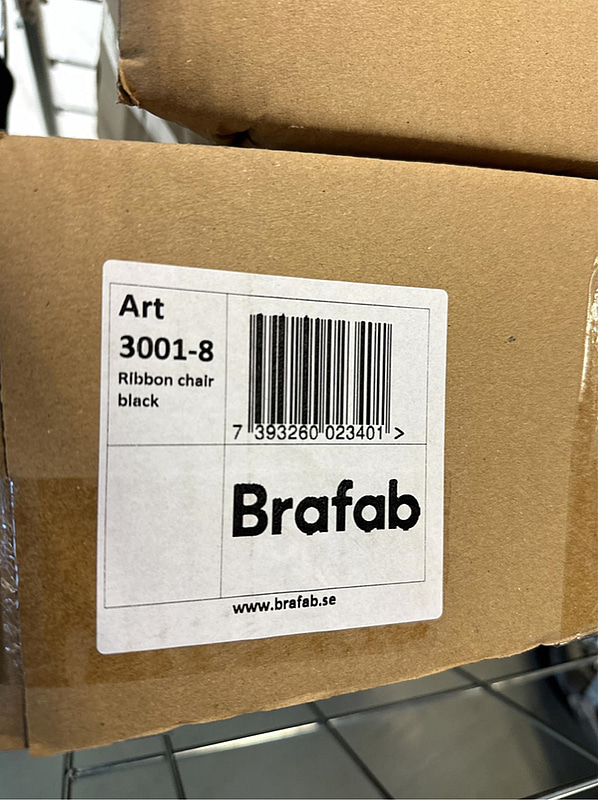 Art
3001-8
Ribbon chair
black
7 393260 023401 >
Brafab
www.brafab.se